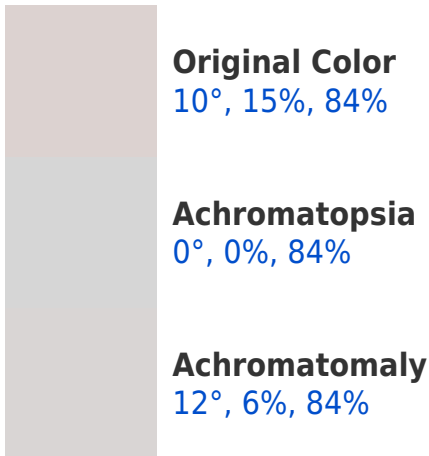 Original Color
10°, 15%, 84%
Achromatopsia
0°, 0%, 84%
Achromatomaly
12°, 6%, 84%